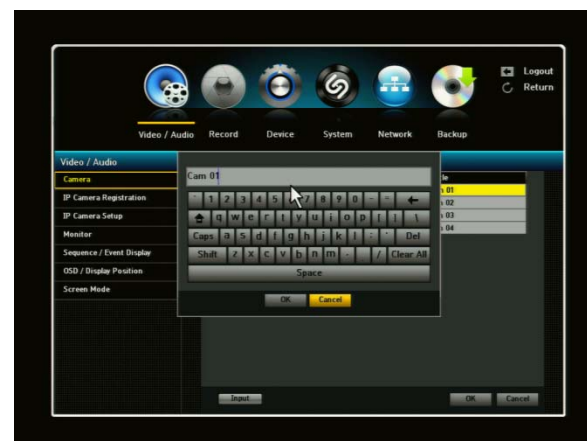 Logout
Return
Video / Audio Record Device System Network Backup
Video / Audio
Camera
IP Camera Registration
IP Camera Setup
Monitor
Sequence / Event Display
OSD / Display Position
Screen Mode
Cam 01
1 2 3 4 5 7 8 9 0 - =
q w e r t y u i o p [ ] \
Caps a s d f g h j k l ; ' Del
Shift z x c v b n m . / Clear All
Space
OK Cancel
01
02
03
04
Input OK Cancel